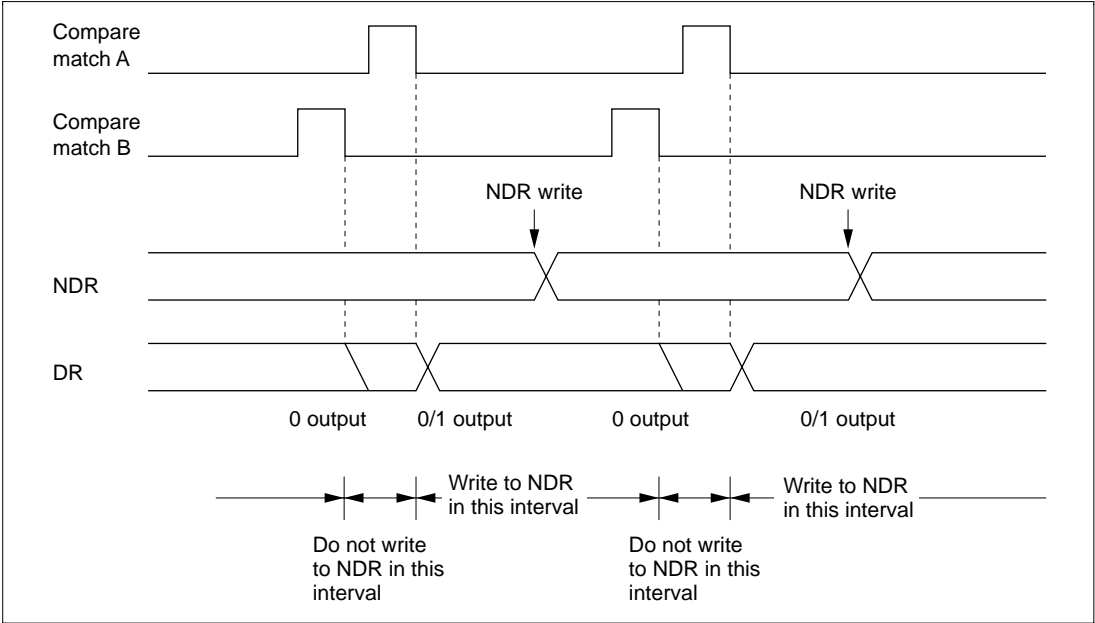 Compare
match A
Compare
match B
NDR write
NDR write
NDR
DR
0 output
0/1 output
0 output
0/1 output
Write to NDR
in this interval
Write to NDR
in this interval
Do not write
to NDR in this
interval
Do not write
to NDR in this
interval